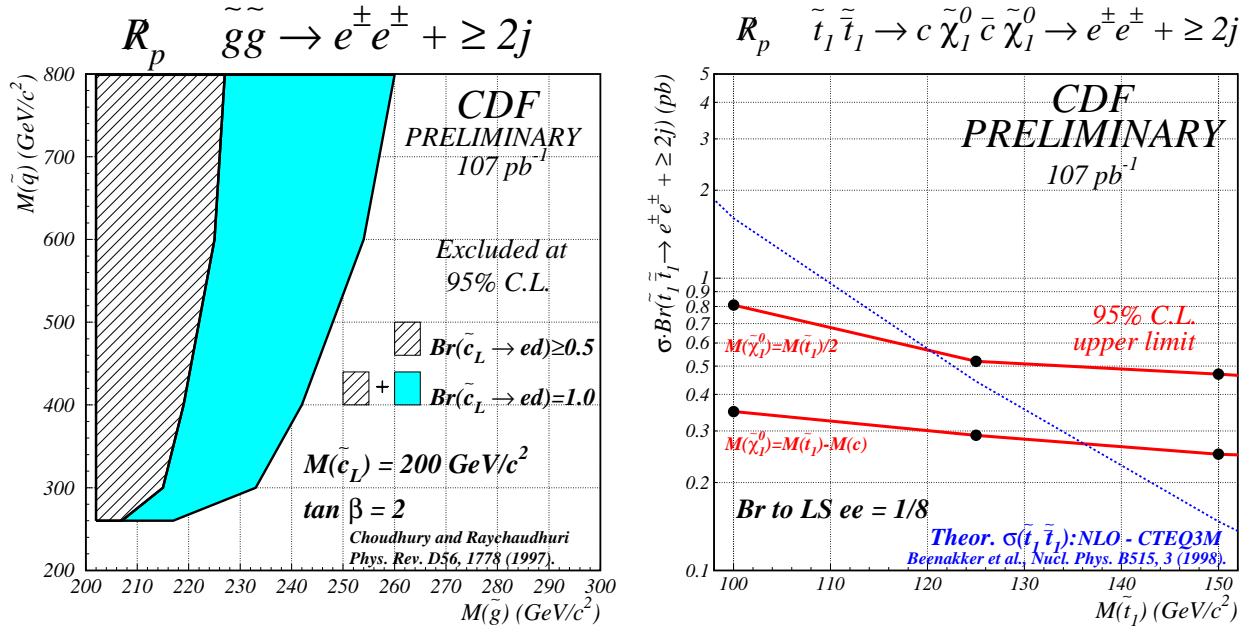 R̸p g̃g̃ → e±e± + ≥ 2j
M(q̃) (GeV/c²)
800
700
600
500
400
300
200
200 210 220 230 240 250 260 270 280 290 300
M(g̃) (GeV/c²)
CDF
PRELIMINARY
107 pb⁻¹
Excluded at
95% C.L.
Br(c̃L → ed)≥0.5
+ Br(c̃L → ed)=1.0
M(c̃L) = 200 GeV/c²
tan β = 2
Choudhury and Raychaudhuri
Phys. Rev. D56, 1778 (1997).
R̸p t̃₁ t̃̄₁ → c χ̃₁⁰ c̄ χ̃₁⁰ → e±e± + ≥ 2j
σ·Br(t̃₁ t̃̄₁→ e±e± + ≥ 2j) (pb)
5
4
3
2
1
0.9
0.8
0.7
0.6
0.5
0.4
0.3
0.2
0.1
100 110 120 130 140 150
M(t̃₁) (GeV/c²)
CDF
PRELIMINARY
107 pb⁻¹
95% C.L.
upper limit
M(χ̃₁⁰)=M(t̃₁)/2
M(χ̃₁⁰)=M(t̃₁)-M(c)
Br to LS ee = 1/8
Theor. σ(t̃₁ t̃̄₁):NLO - CTEQ3M
Beenakker et al., Nucl. Phys. B515, 3 (1998).